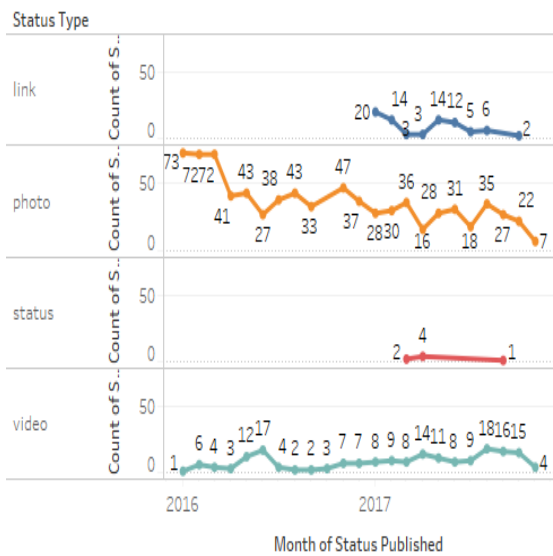 Status Type
link
Count of S..
50
0
20 14 3 3 14 12 5 6 2
photo
Count of S..
50
0
73 72 72 41 43 27 38 43 33 47 37 28 30 36 16 28 31 18 35 27 22 7
status
Count of S..
50
0
2 4 1
video
Count of S..
50
0
1 6 4 3 12 17 4 2 2 3 7 7 8 9 8 14 11 8 9 18 16 15 4
2016 2017
Month of Status Published